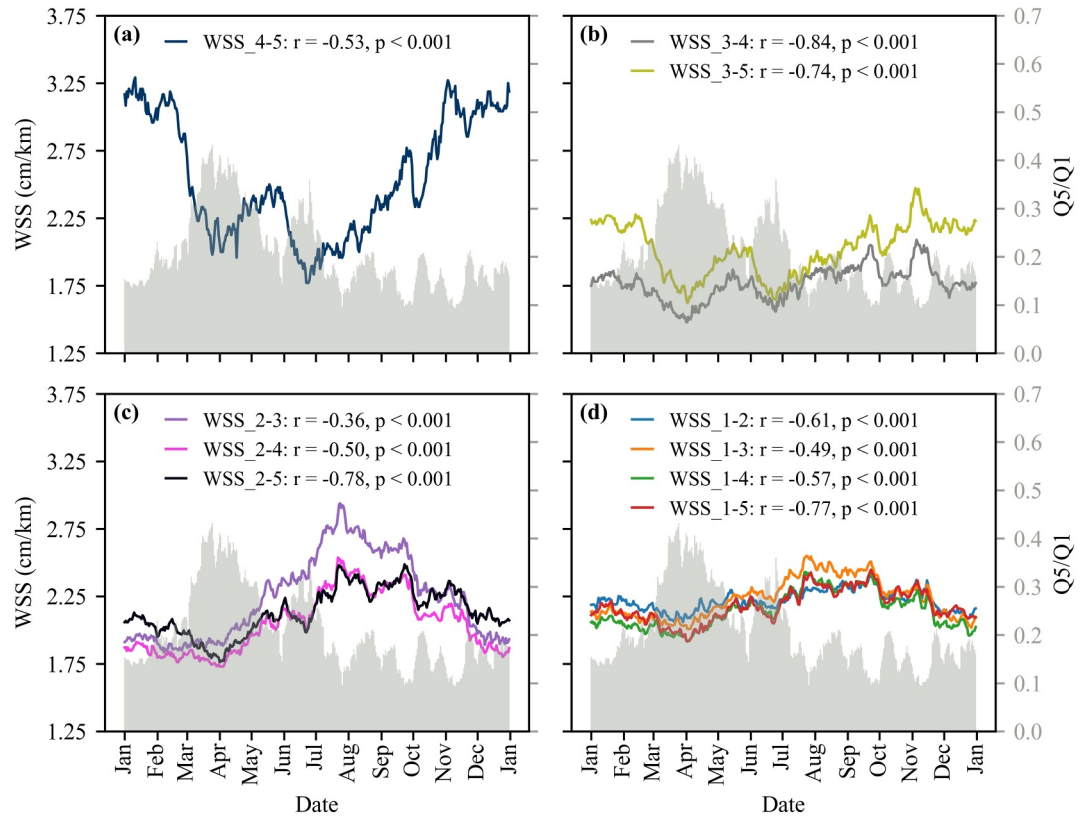 (a)
WSS_4-5: r = -0.53, p < 0.001
(b)
WSS_3-4: r = -0.84, p < 0.001
WSS_3-5: r = -0.74, p < 0.001
WSS (cm/km)
3.75
3.25
2.75
2.25
1.75
1.25
Q5/Q1
0.7
0.6
0.5
0.4
0.3
0.2
0.1
0.0
(c)
WSS_2-3: r = -0.36, p < 0.001
WSS_2-4: r = -0.50, p < 0.001
WSS_2-5: r = -0.78, p < 0.001
(d)
WSS_1-2: r = -0.61, p < 0.001
WSS_1-3: r = -0.49, p < 0.001
WSS_1-4: r = -0.57, p < 0.001
WSS_1-5: r = -0.77, p < 0.001
WSS (cm/km)
3.75
3.25
2.75
2.25
1.75
1.25
Q5/Q1
0.7
0.6
0.5
0.4
0.3
0.2
0.1
0.0
Jan Feb Mar Apr May Jun Jul Aug Sep Oct Nov Dec Jan
Date
Jan Feb Mar Apr May Jun Jul Aug Sep Oct Nov Dec Jan
Date